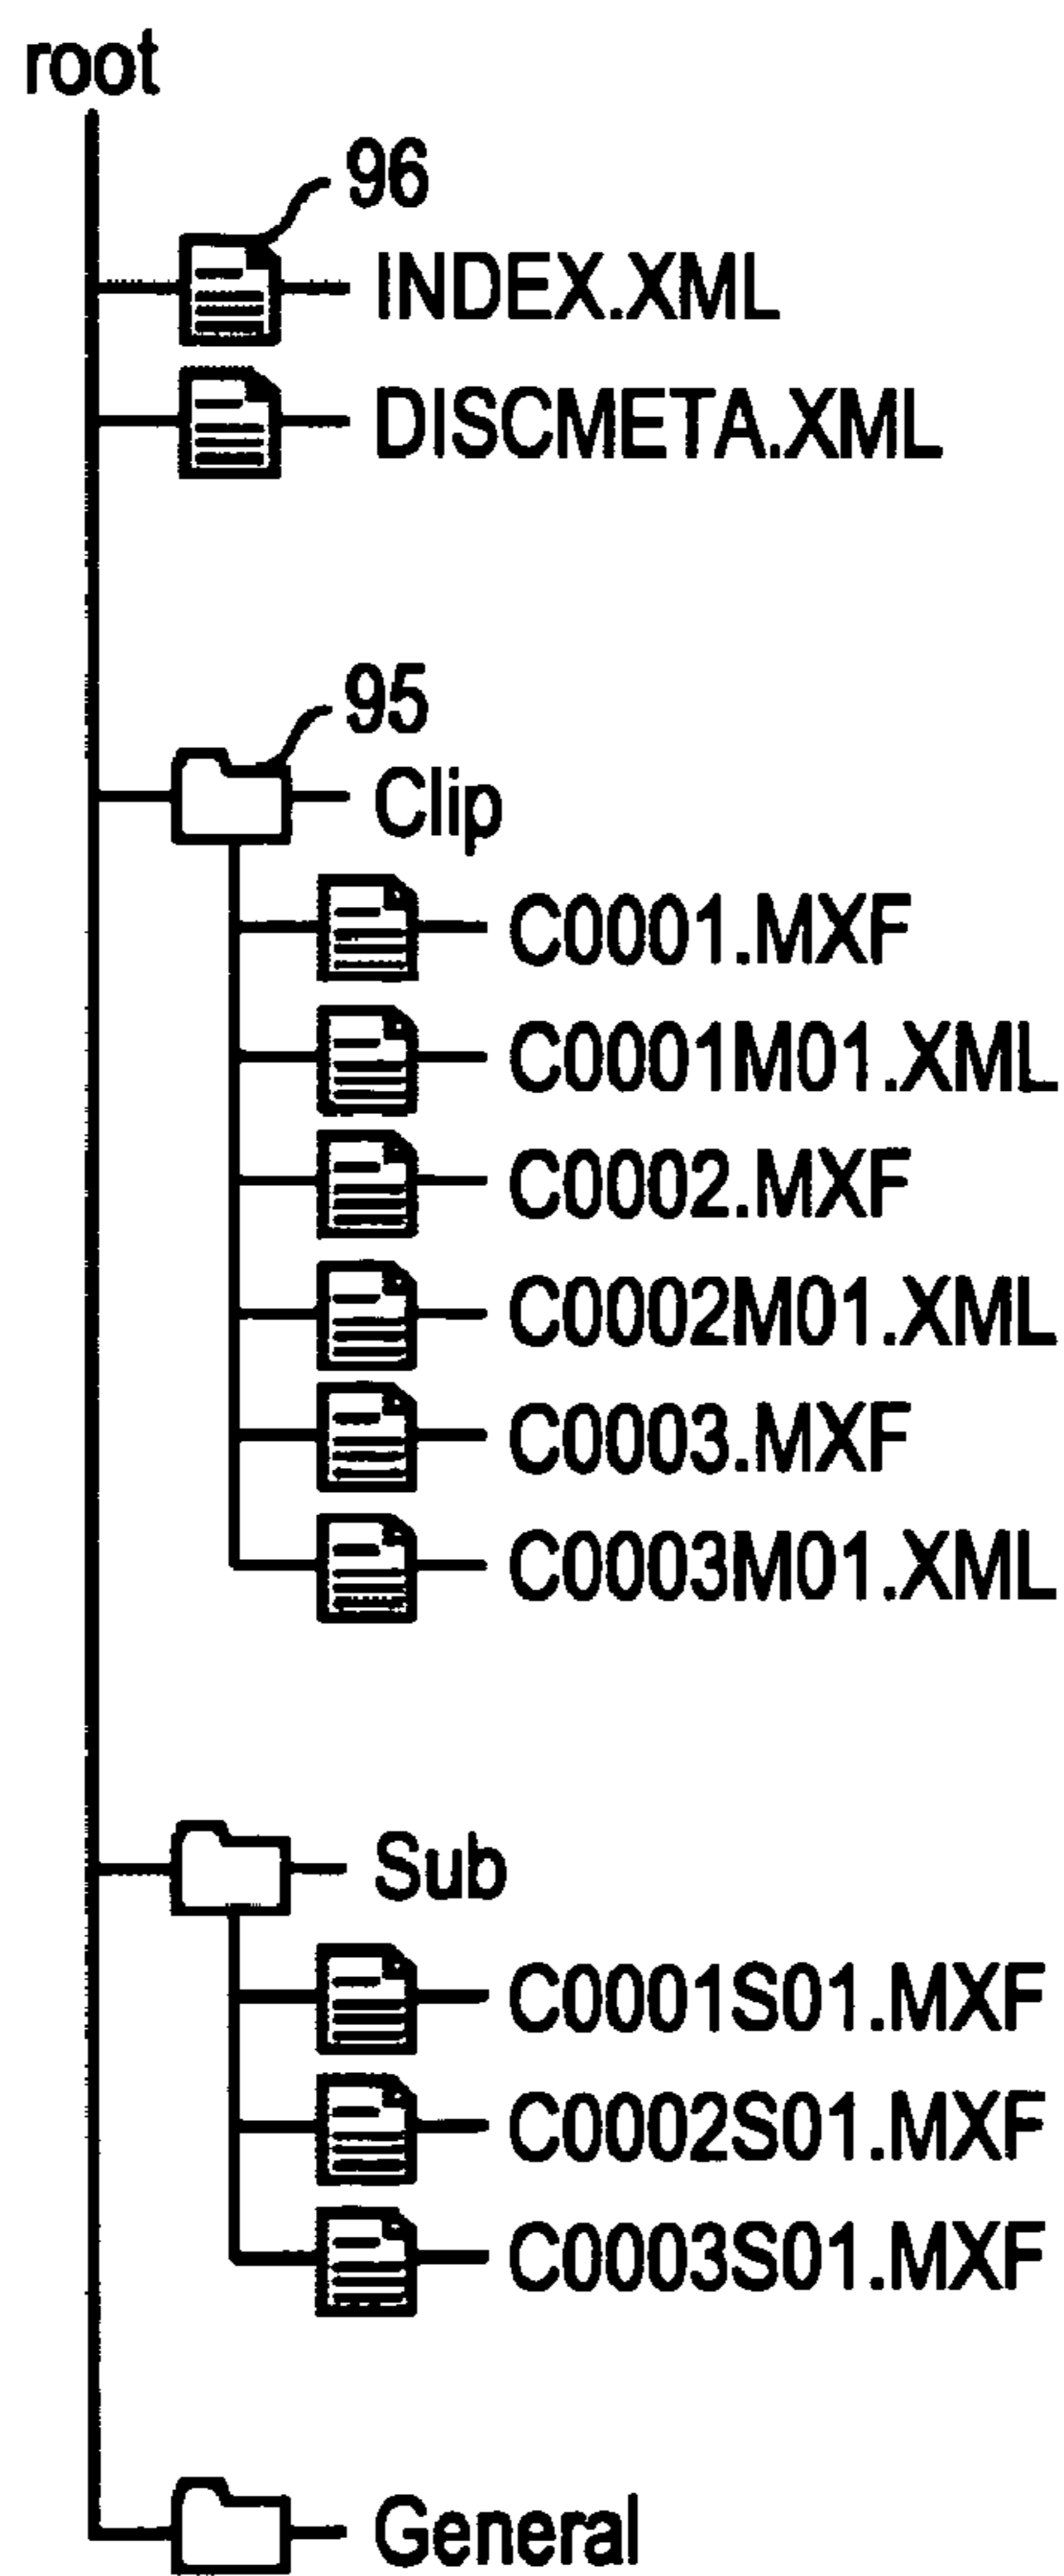 root
96
INDEX.XML
DISCMETA.XML
95
Clip
C0001.MXF
C0001M01.XML
C0002.MXF
C0002M01.XML
C0003.MXF
C0003M01.XML
Sub
C0001S01.MXF
C0002S01.MXF
C0003S01.MXF
General